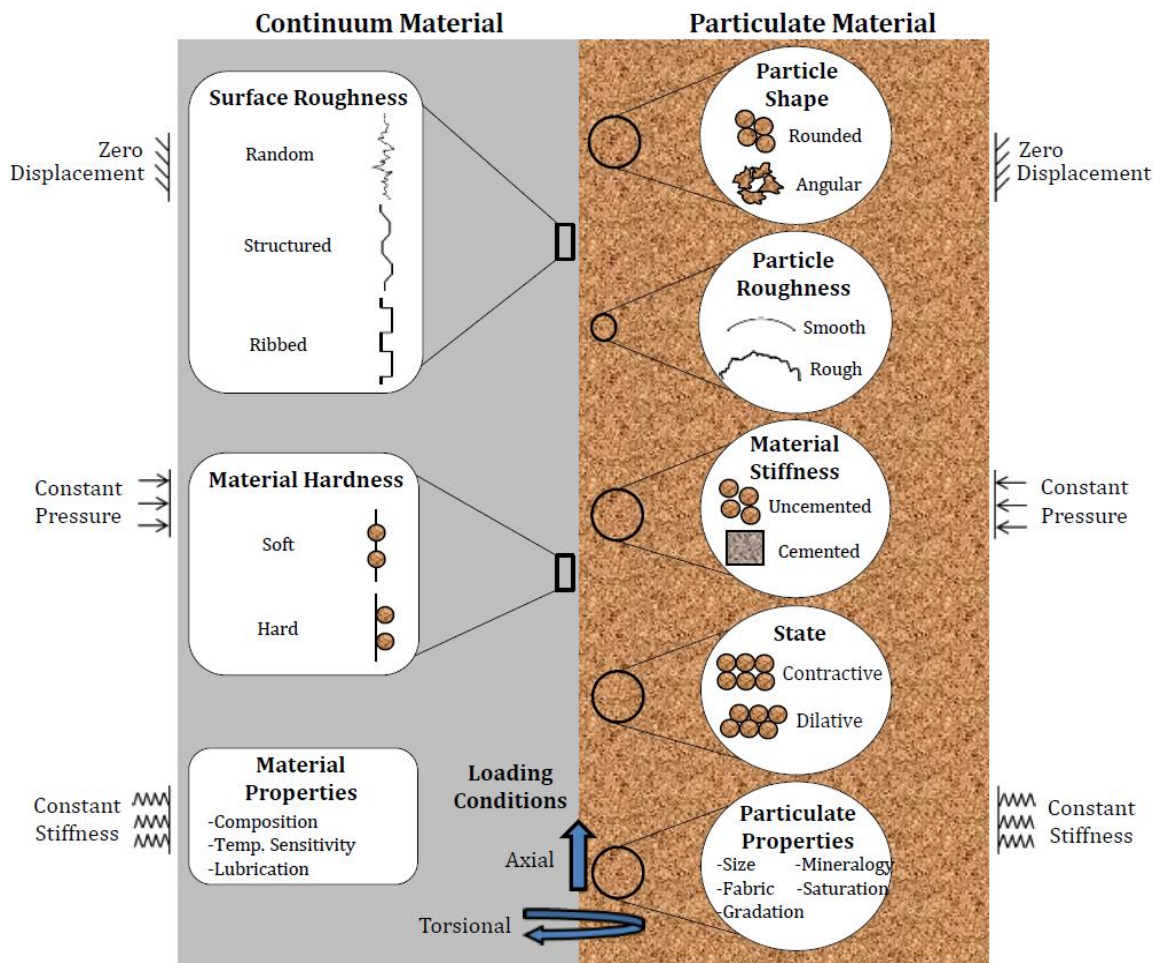 Continuum Material
Particulate Material
Surface Roughness
Random
Structured
Ribbed
Zero
Displacement
Material Hardness
Soft
Hard
Constant
Pressure
Material
Properties
-Composition
-Temp. Sensitivity
-Lubrication
Constant
Stiffness
Loading
Conditions
Axial
Torsional
Particle
Shape
Rounded
Angular
Particle
Roughness
Smooth
Rough
Material
Stiffness
Uncemented
Cemented
State
Contractive
Dilative
Particulate
Properties
-Size -Mineralogy
-Fabric -Saturation
-Gradation
Zero
Displacement
Constant
Pressure
Constant
Stiffness